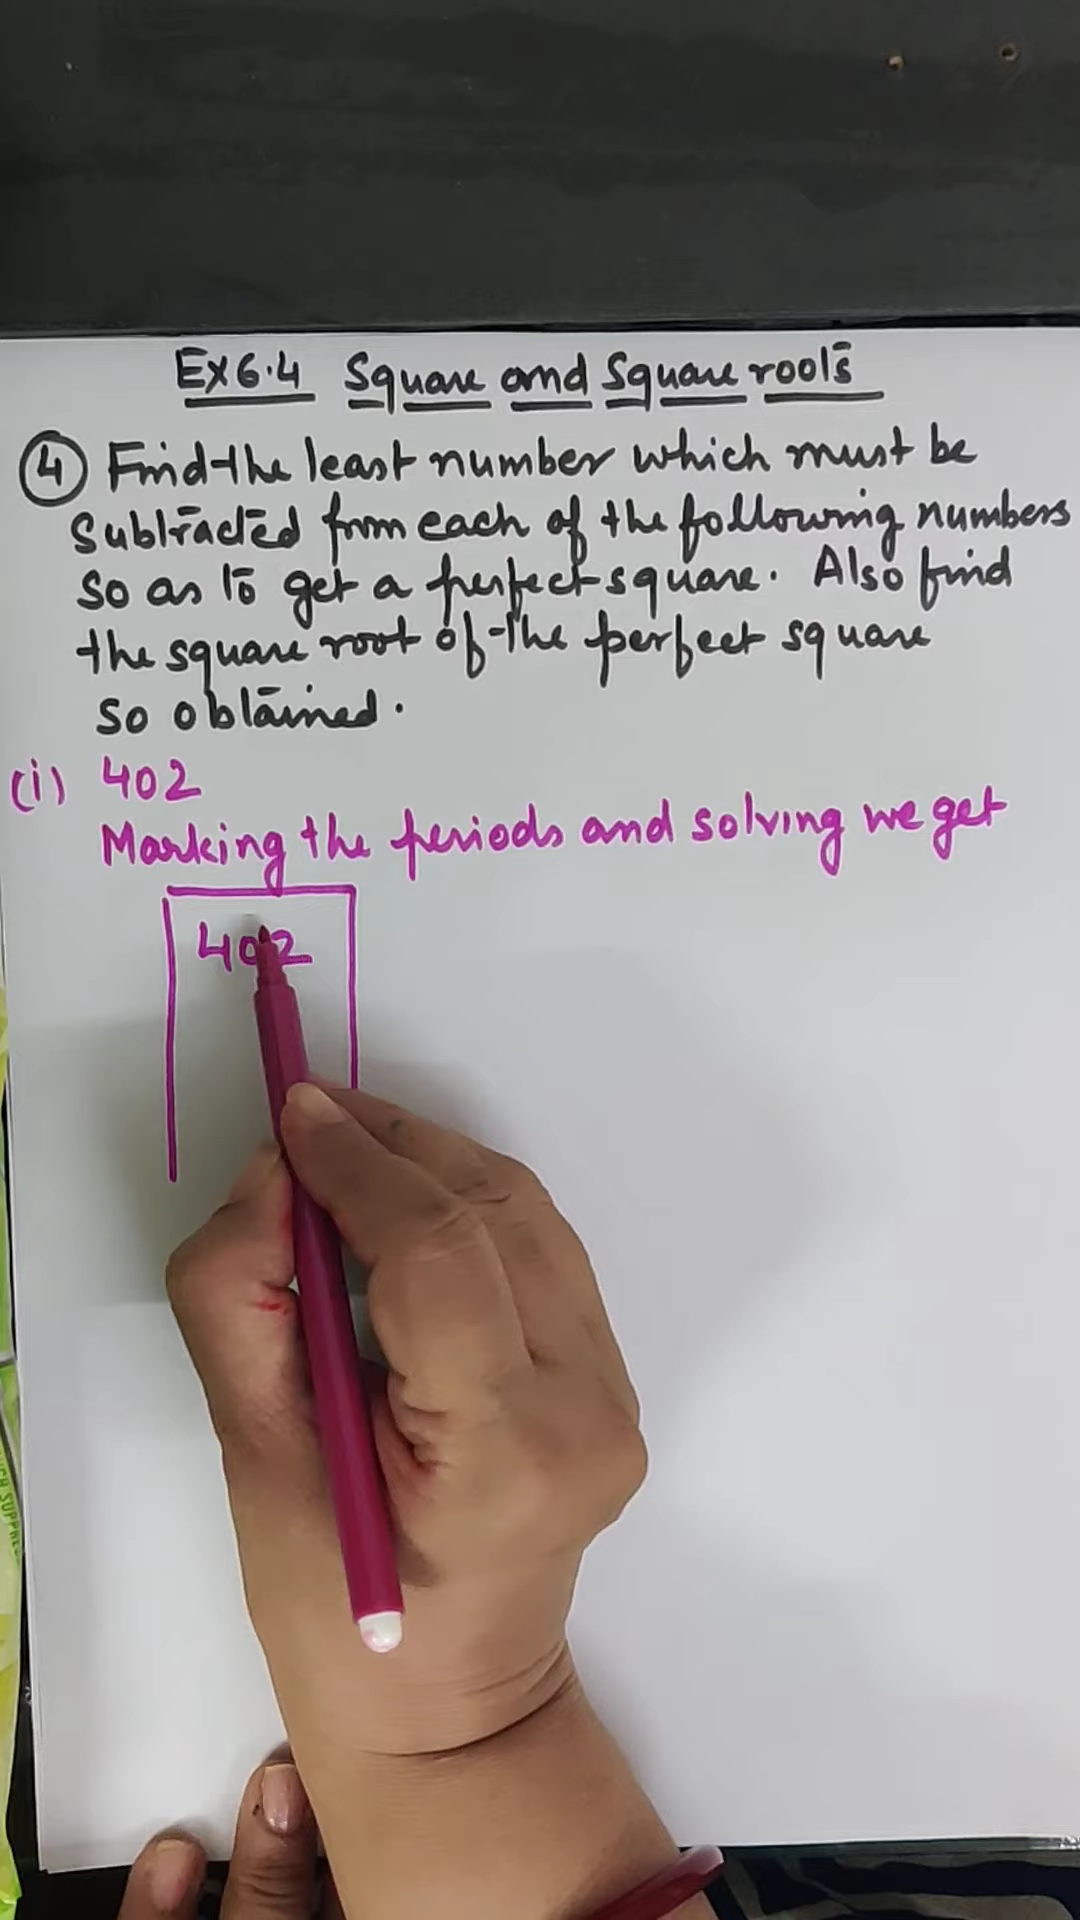 Ex 6.4 Square and Square roots
4 Find the least number which must be
Subtracted from each of the following numbers
so as to get a perfect square. Also find
the square root of the perfect square
so obtained.
(i) 402
Marking the periods and solving we get
402